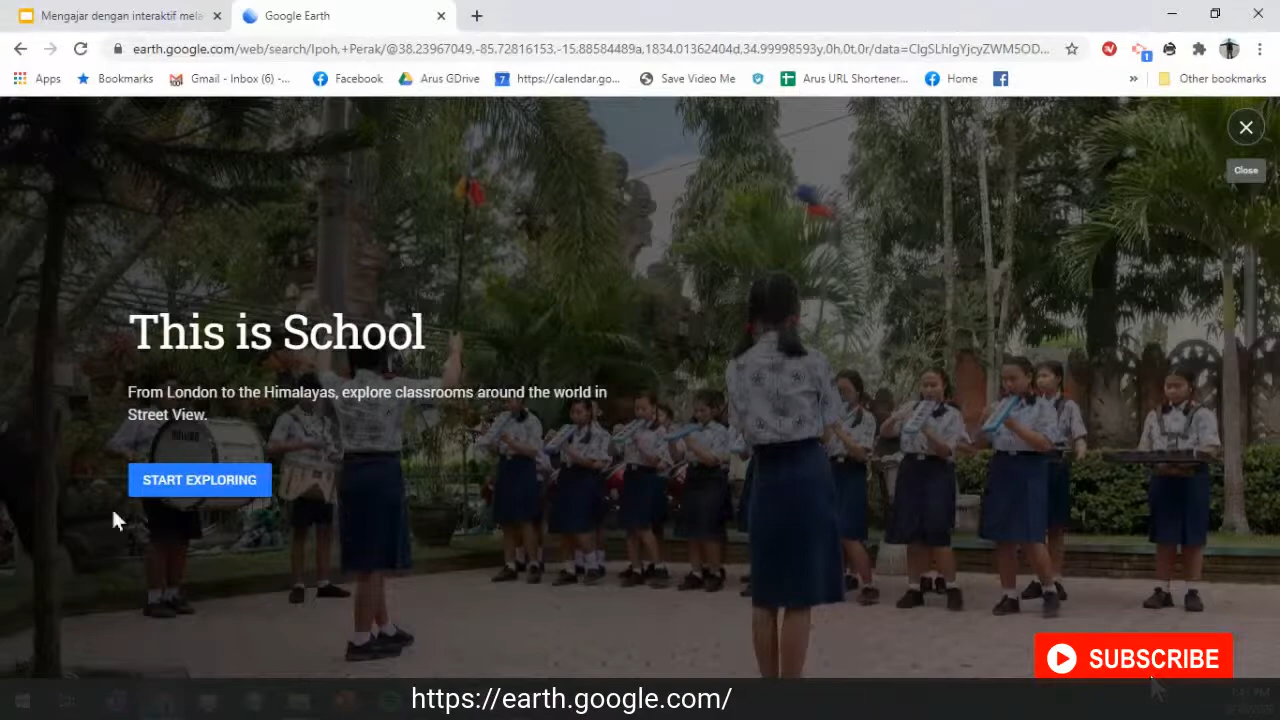 Mengajar dengan interaktif mela
Google Earth
earth.google.com/web/search/Ipoh,+Perak/@38.23967049,-85.72816153,-15.88584489a,1834.01362404d,34.99998593y,0h,0t,0r/data=CIgSLhIgYjcyZWM5OD...
Apps
Bookmarks
Gmail - Inbox (6) -...
Facebook
Arus GDrive
https://calendar.go...
Save Video Me
Arus URL Shortener...
Home
Other bookmarks
Close
This is School
From London to the Himalayas, explore classrooms around the world in
Street View.
START EXPLORING
SUBSCRIBE
https://earth.google.com/